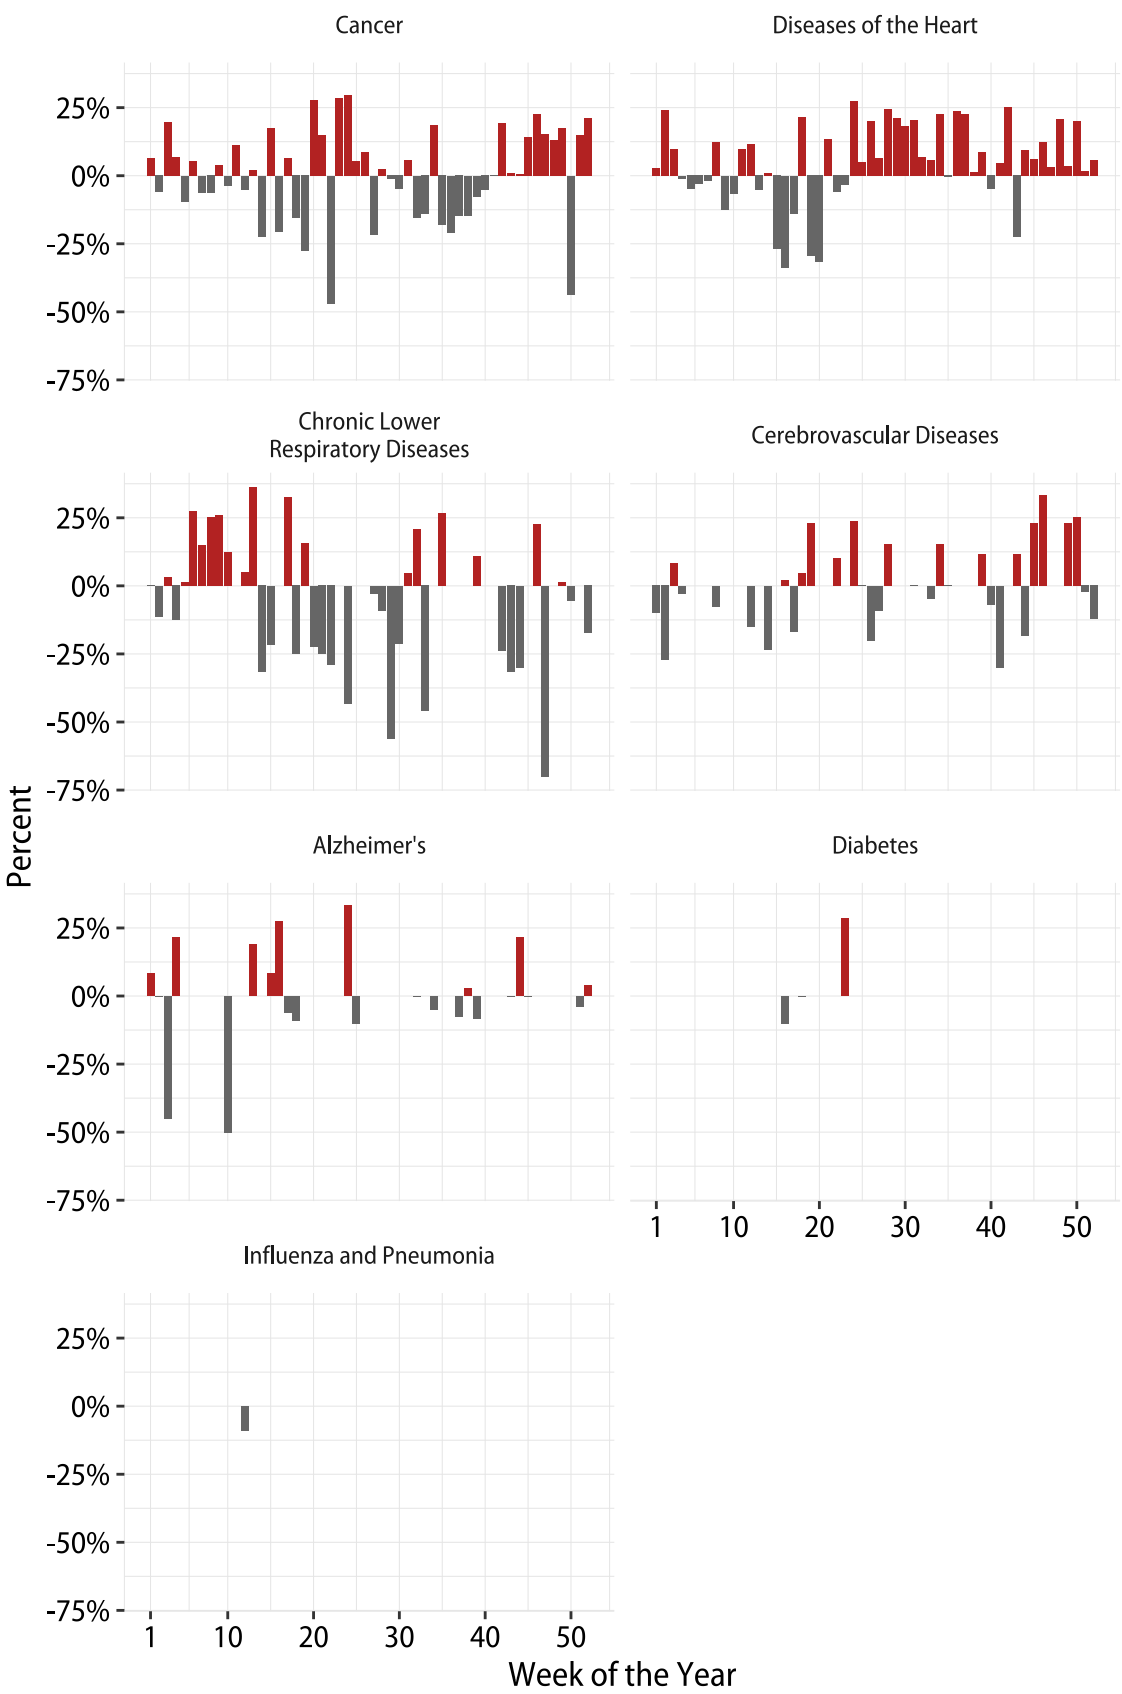 Cancer
Diseases of the Heart
25%
0%
-25%
-50%
-75%
Chronic Lower
Respiratory Diseases
Cerebrovascular Diseases
25%
0%
-25%
-50%
-75%
Percent
Alzheimer's
Diabetes
25%
0%
-25%
-50%
-75%
1 10 20 30 40 50
Influenza and Pneumonia
25%
0%
-25%
-50%
-75%
1 10 20 30 40 50
Week of the Year